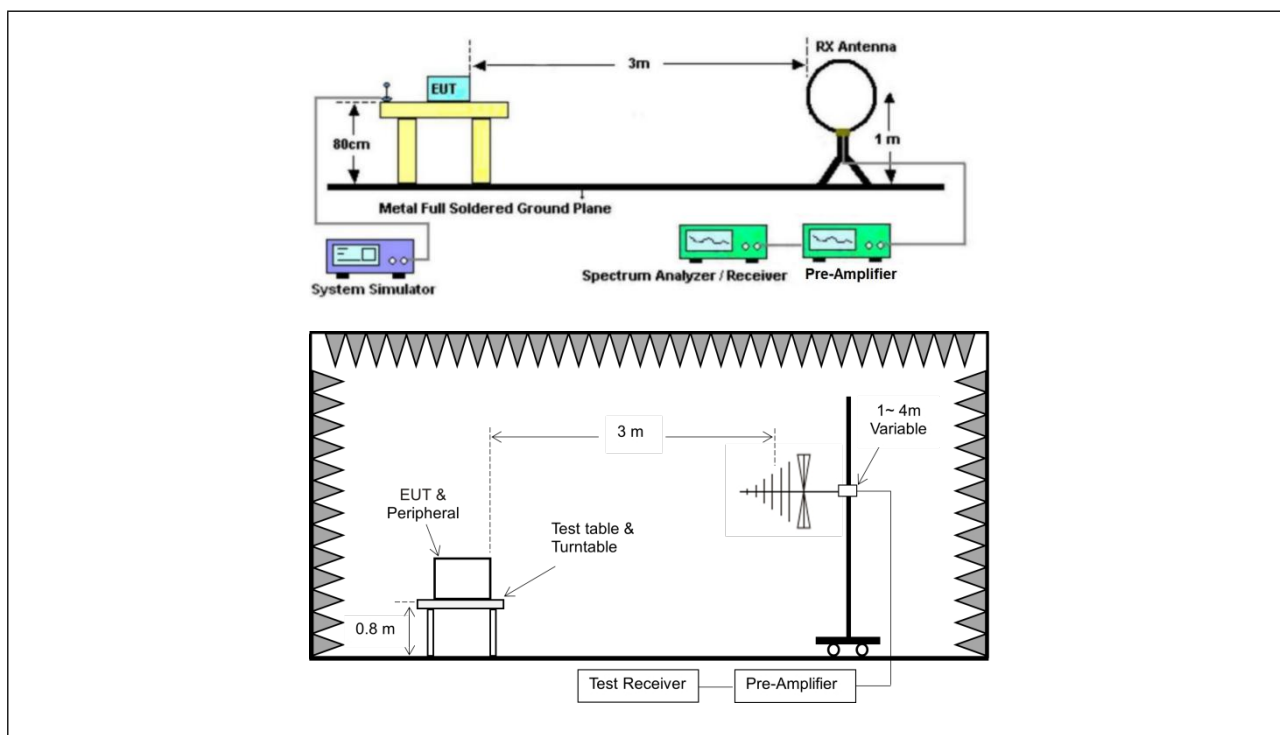 RX Antenna
3m
EUT
80cm
1 m
Metal Full Soldered Ground Plane
System Simulator
Spectrum Analyzer / Receiver
Pre-Amplifier
1~ 4m
Variable
3 m
EUT &
Peripheral
Test table &
Turntable
0.8 m
Test Receiver
Pre-Amplifier